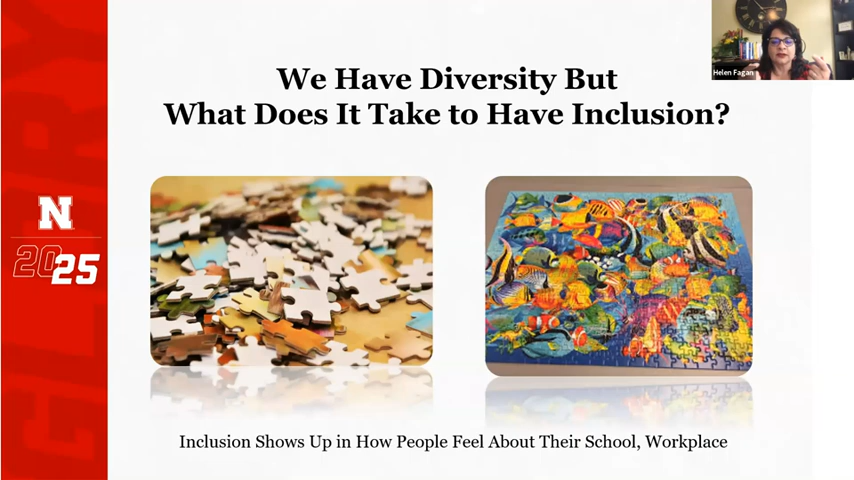 We Have Diversity But
What Does It Take to Have Inclusion?
Helen Fagan
N
2025
Inclusion Shows Up in How People Feel About Their School, Workplace